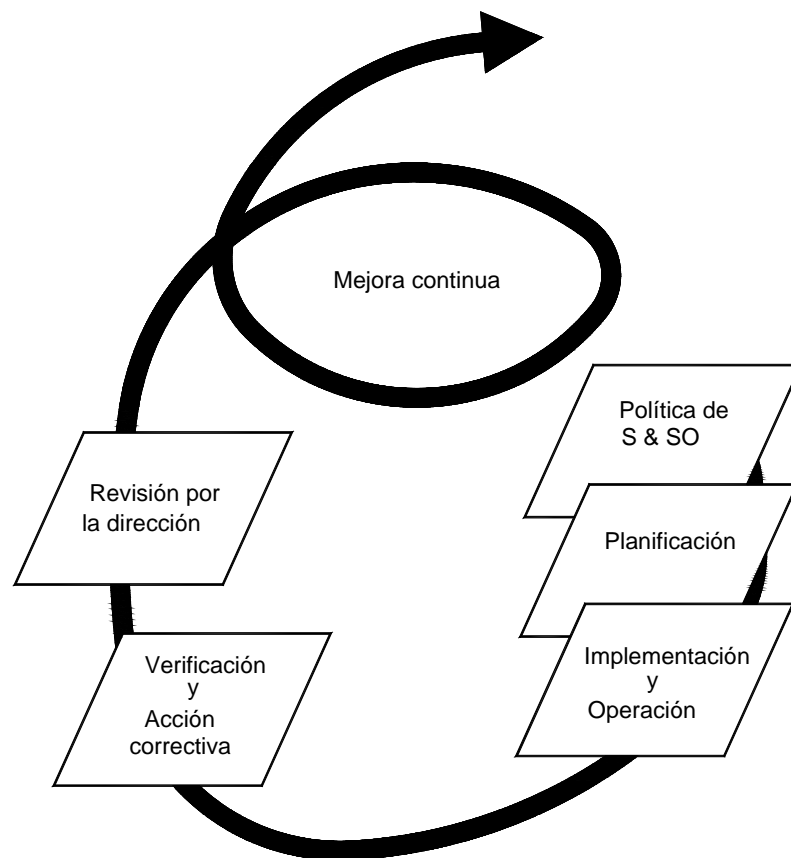 Mejora continua
Política de
S & SO
Planificación
Implementación
y
Operación
Verificación
y
Acción
correctiva
Revisión por
la dirección